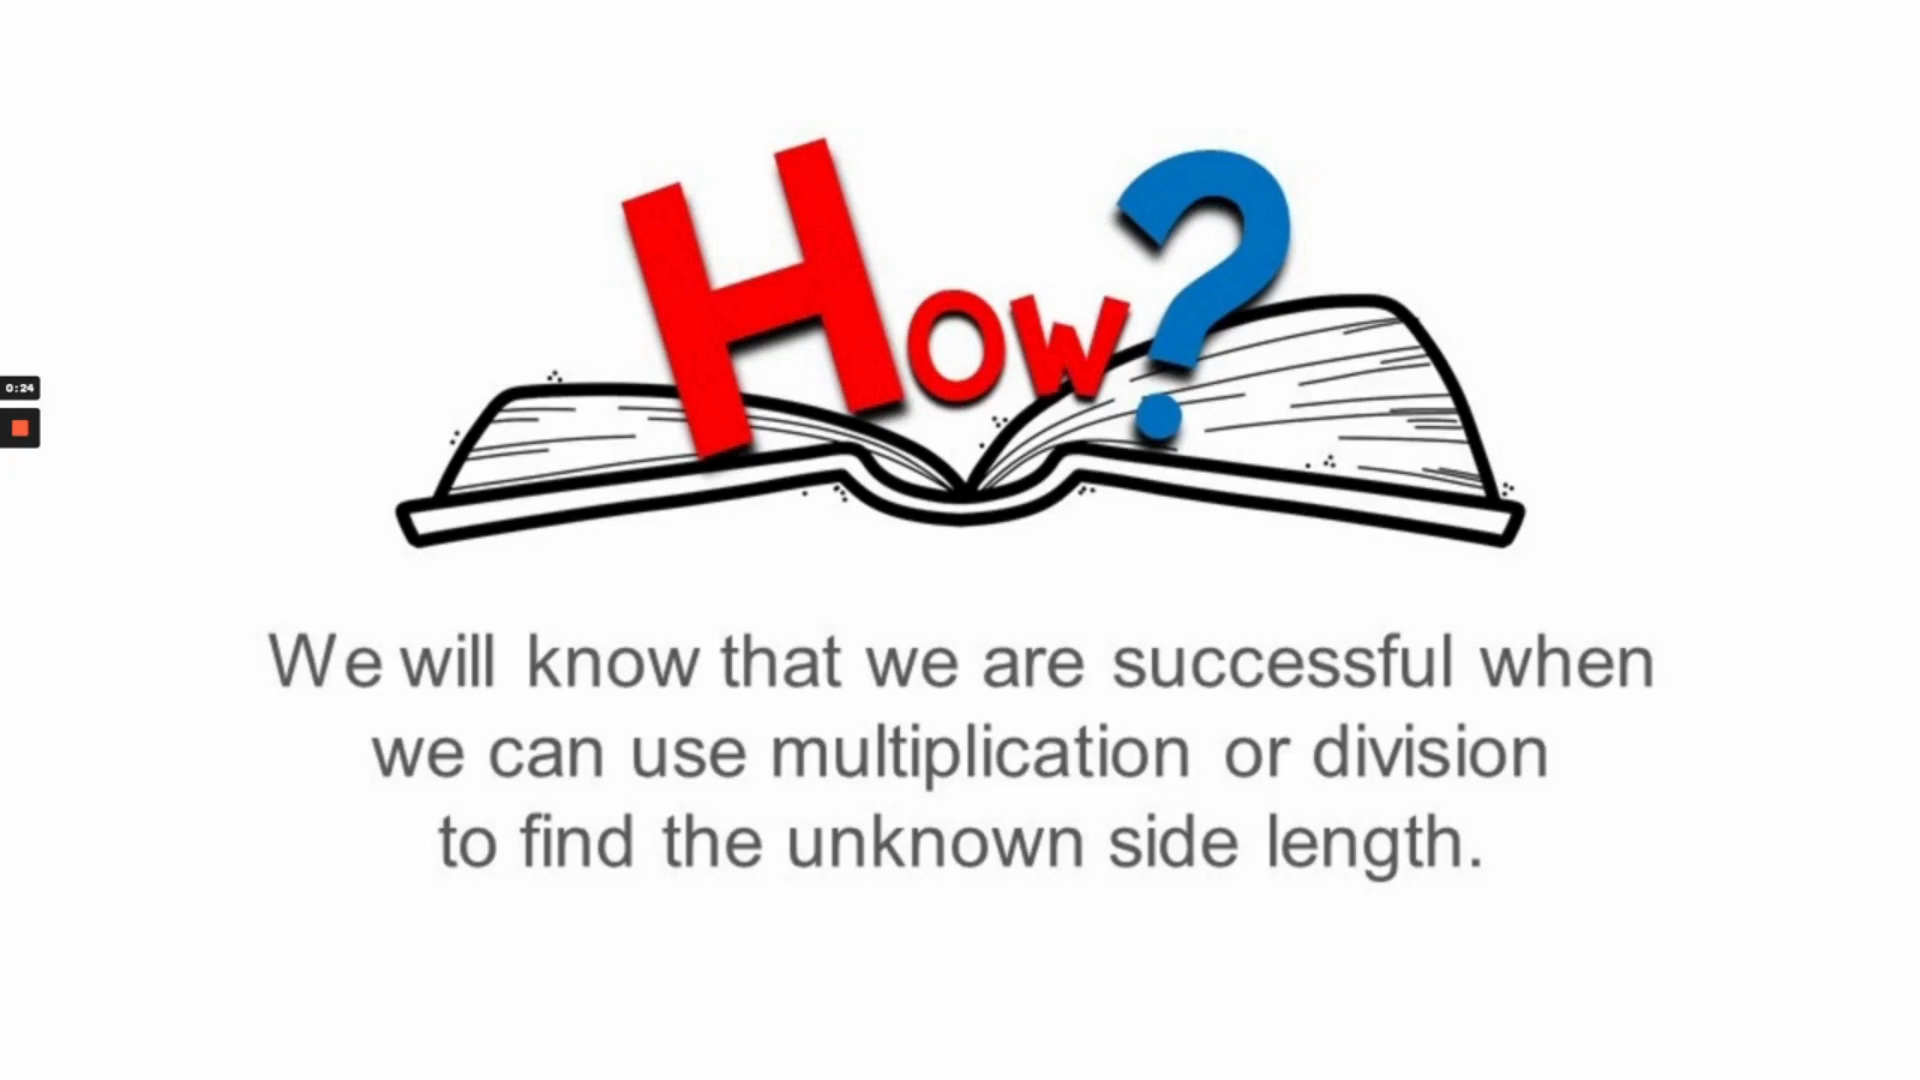 How?
0:24
We will know that we are successful when
we can use multiplication or division
to find the unknown side length.